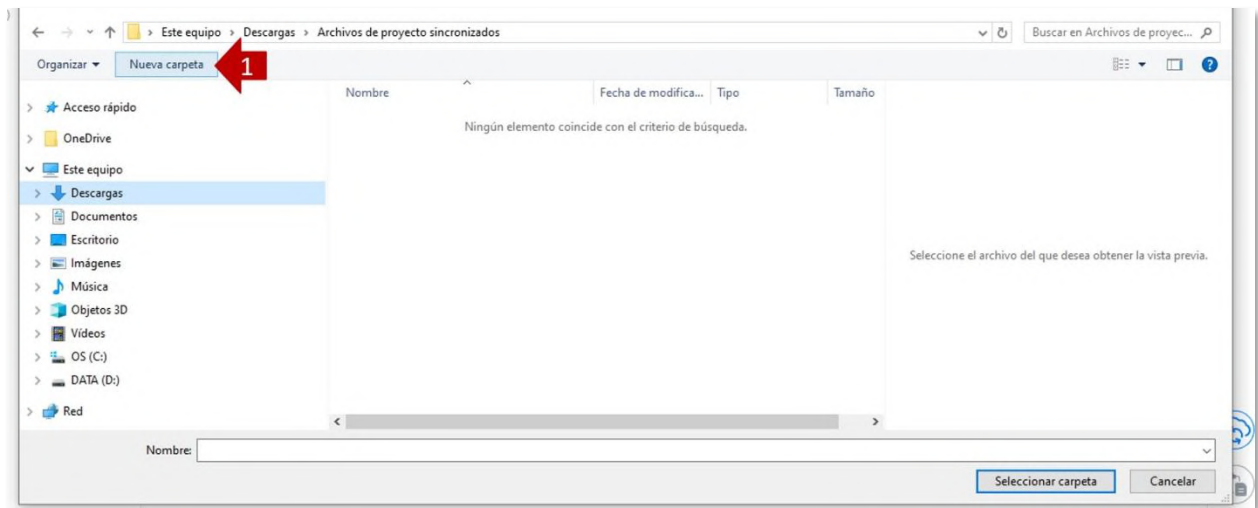 Este equipo > Descargas > Archivos de proyecto sincronizados
Buscar en Archivos de proyec...
Organizar
Nueva carpeta
1
?
Nombre
Fecha de modifica...
Tipo
Tamaño
Ningún elemento coincide con el criterio de búsqueda.
Acceso rápido
OneDrive
Este equipo
Descargas
Documentos
Escritorio
Imágenes
Música
Objetos 3D
Vídeos
OS (C:)
DATA (D:)
Red
Seleccione el archivo del que desea obtener la vista previa.
Nombre:
Seleccionar carpeta
Cancelar